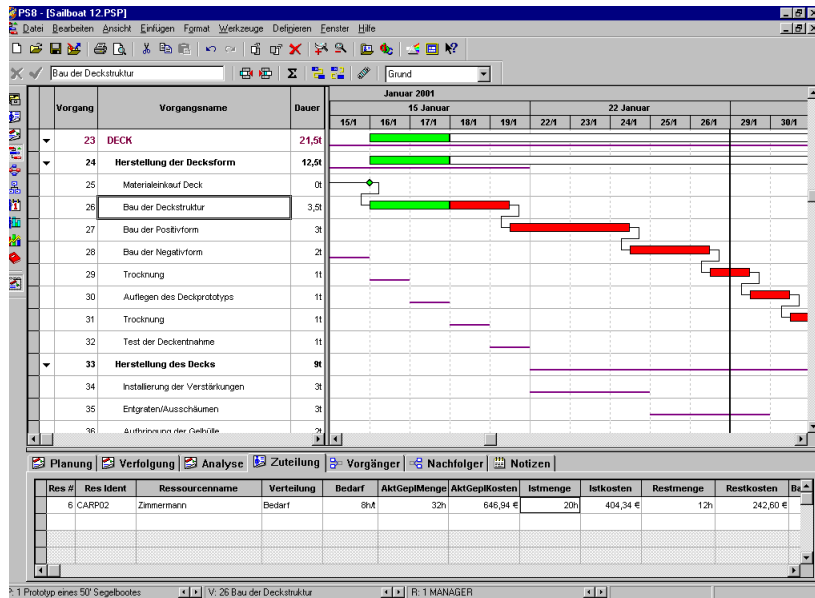 PS8 - [Sailboat 12.PSP]
Datei Bearbeiten Ansicht Einfügen Format Werkzeuge Definieren Fenster Hilfe
Bau der Deckstruktur Σ Grund
Januar 2001
Vorgang Vorgangsname Dauer 15 Januar 22 Januar
15/1 16/1 17/1 18/1 19/1 22/1 23/1 24/1 25/1 26/1 29/1 30/1
23 DECK 21,5t
24 Herstellung der Decksform 12,5t
25 Materialeinkauf Deck 0t
26 Bau der Deckstruktur 3,5t
27 Bau der Positivform 3t
28 Bau der Negativform 2t
29 Trocknung 1t
30 Auflegen des Deckprototyps 1t
31 Trocknung 1t
32 Test der Deckentnahme 1t
33 Herstellung des Decks 9t
34 Installierung der Verstärkungen 3t
35 Entgraten/Ausschäumen 3t
36 Aufbringung der Gelhülle 2t
Planung Verfolgung Analyse Zuteilung Vorgänger Nachfolger Notizen
Res # Res Ident Ressourcenname Verteilung Bedarf AktGeplMenge AktGeplKosten Istmenge Istkosten Restmenge Restkosten Ba
6 CARP02 Zimmermann Bedarf 8h/t 32h 646,94 € 20h 404,34 € 12h 242,60 €
P: 1 Prototyp eines 50' Segelbootes V: 26 Bau der Deckstruktur R: 1 MANAGER